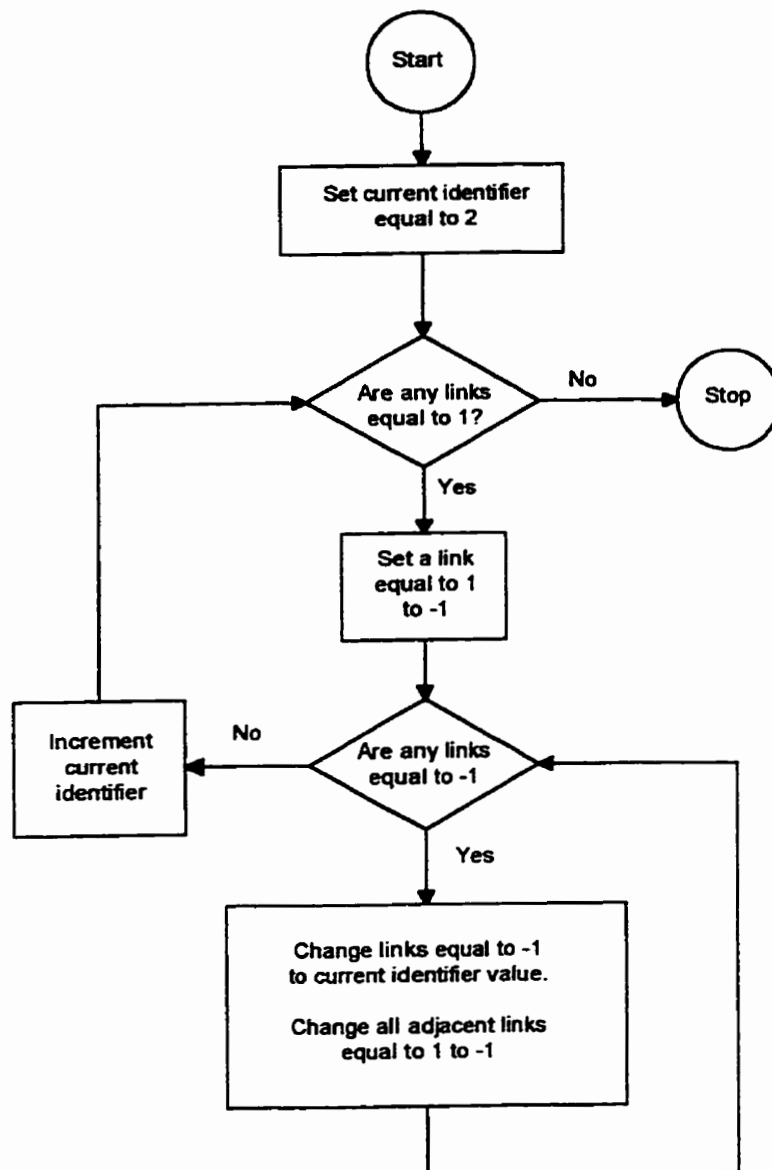 Start
Set current identifier
equal to 2
Are any links
equal to 1?
No
Stop
Yes
Set a link
equal to 1
to -1
Increment
current
identifier
No
Are any links
equal to -1
Yes
Change links equal to -1
to current identifier value.
Change all adjacent links
equal to 1 to -1